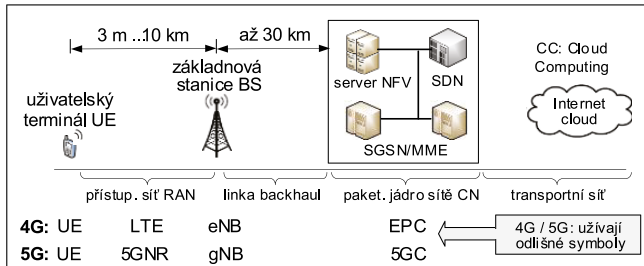 3 m ..10 km
až 30 km
CC: Cloud
Computing
základnová
stanice BS
server NFV
SDN
uživatelský
terminál UE
Internet
cloud
SGSN/MME
přístup. síť RAN
linka backhaul
paket. jádro sítě CN
transportní síť
4G: UE LTE eNB EPC
5G: UE 5GNR gNB 5GC
4G / 5G: užívají
odlišné symboly